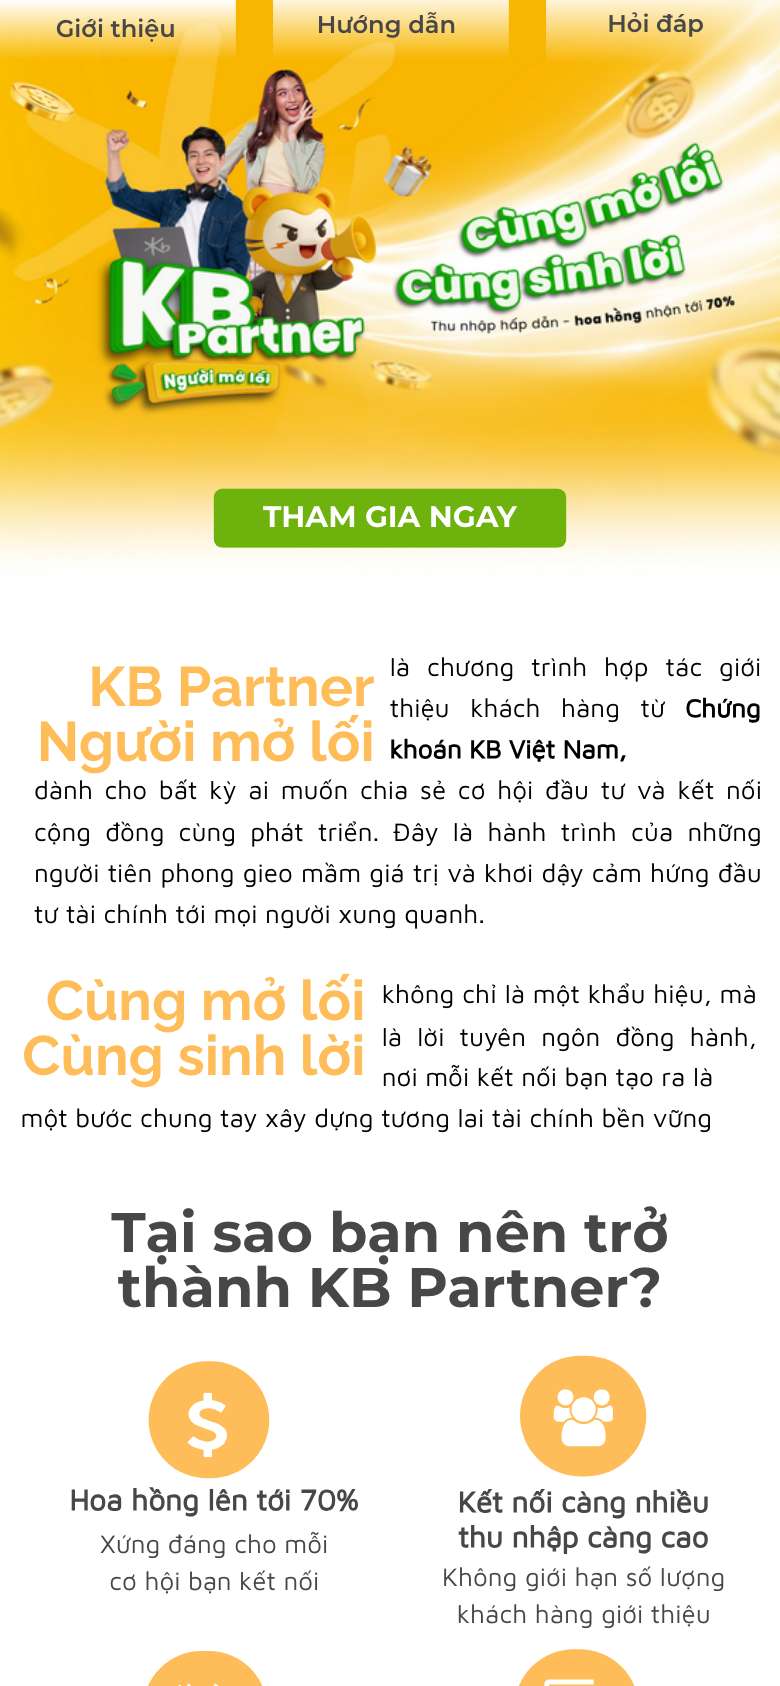 Giới thiệu
Hướng dẫn
Hỏi đáp
Kb
KB
Partner
Người mở lối
Cùng mở lối
Cùng sinh lời
Thu nhập hấp dẫn - hoa hồng nhận tới 70%
THAM GIA NGAY
KB Partner
Người mở lối
là chương trình hợp tác giới
thiệu khách hàng từ Chứng
khoán KB Việt Nam,
dành cho bất kỳ ai muốn chia sẻ cơ hội đầu tư và kết nối
cộng đồng cùng phát triển. Đây là hành trình của những
người tiên phong gieo mầm giá trị và khơi dậy cảm hứng đầu
tư tài chính tới mọi người xung quanh.
Cùng mở lối
Cùng sinh lời
không chỉ là một khẩu hiệu, mà
là lời tuyên ngôn đồng hành,
nơi mỗi kết nối bạn tạo ra là
một bước chung tay xây dựng tương lai tài chính bền vững
Tại sao bạn nên trở
thành KB Partner?
Hoa hồng lên tới 70%
Xứng đáng cho mỗi
cơ hội bạn kết nối
Kết nối càng nhiều
thu nhập càng cao
Không giới hạn số lượng
khách hàng giới thiệu